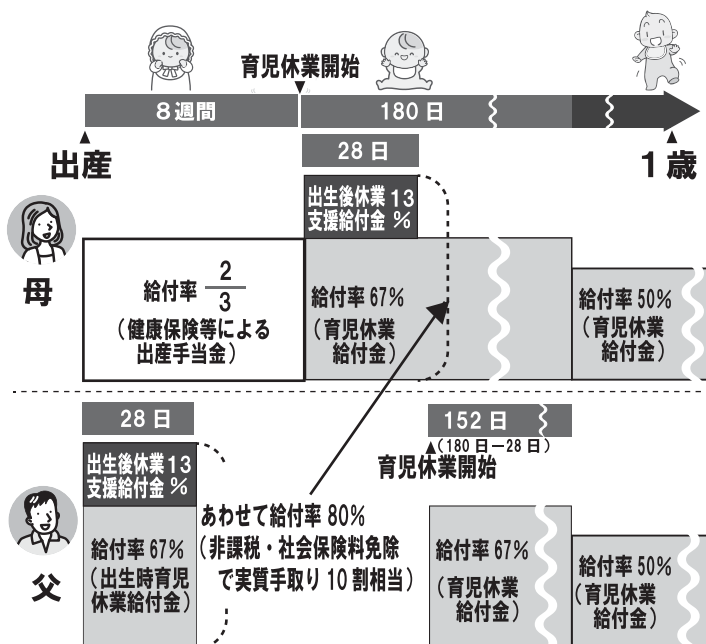 育児休業開始
8週間
180日
出産
1歳
28日
母
出生後休業 13
支援給付金 %
給付率 2/3
(健康保険等による
出産手当金)
給付率 67%
(育児休業
給付金)
給付率 50%
(育児休業
給付金)
父
28日
出生後休業 13
支援給付金 %
給付率 67%
(出生時育児
休業給付金)
あわせて給付率 80%
(非課税・社会保険料免除
で実質手取り10割相当)
152日
(180日-28日)
育児休業開始
給付率 67%
(育児休業
給付金)
給付率 50%
(育児休業
給付金)